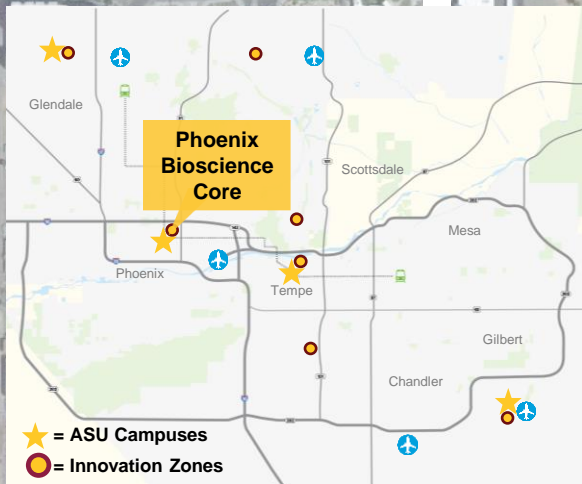 Glendale
Phoenix
Bioscience
Core
Scottsdale
Mesa
Phoenix
Tempe
Gilbert
Chandler
= ASU Campuses
= Innovation Zones